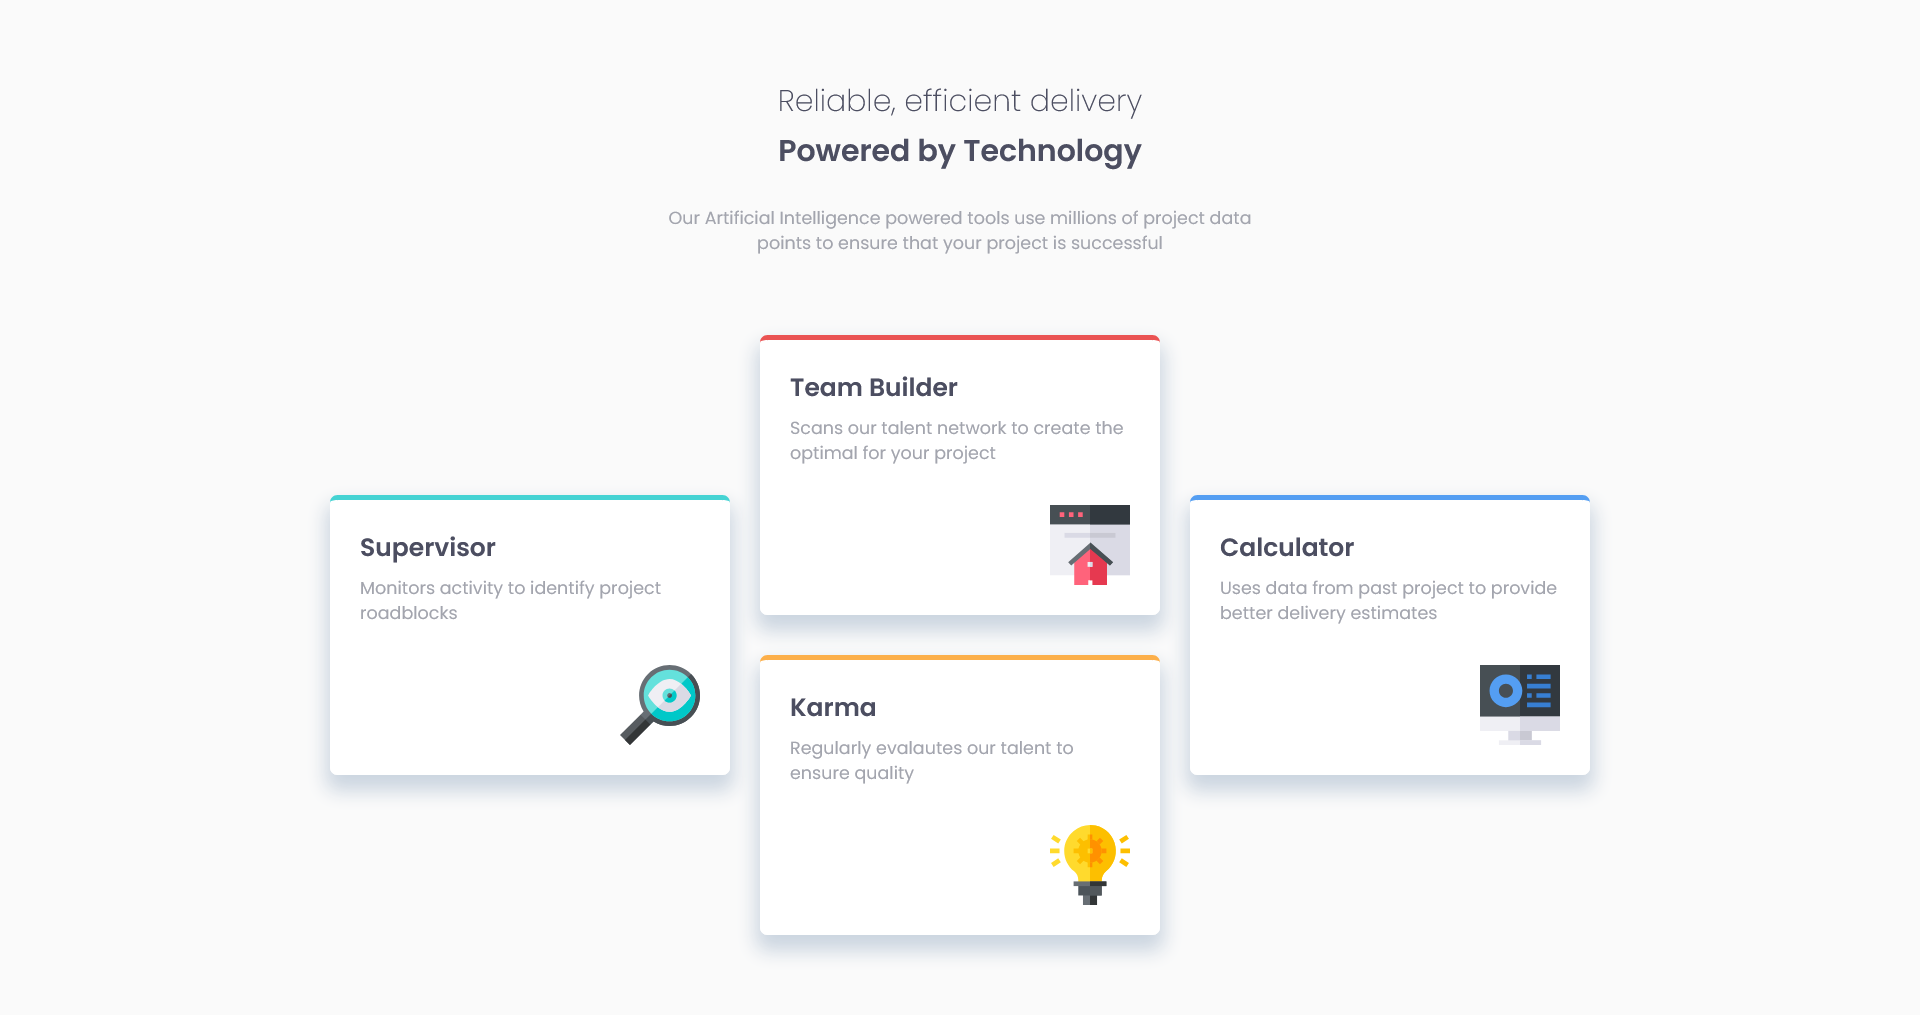 Reliable, efficient delivery
Powered by Technology
Our Artificial Intelligence powered tools use millions of project data
points to ensure that your project is successful
Team Builder
Scans our talent network to create the
optimal for your project
Supervisor
Monitors activity to identify project
roadblocks
Calculator
Uses data from past project to provide
better delivery estimates
Karma
Regularly evalautes our talent to
ensure quality